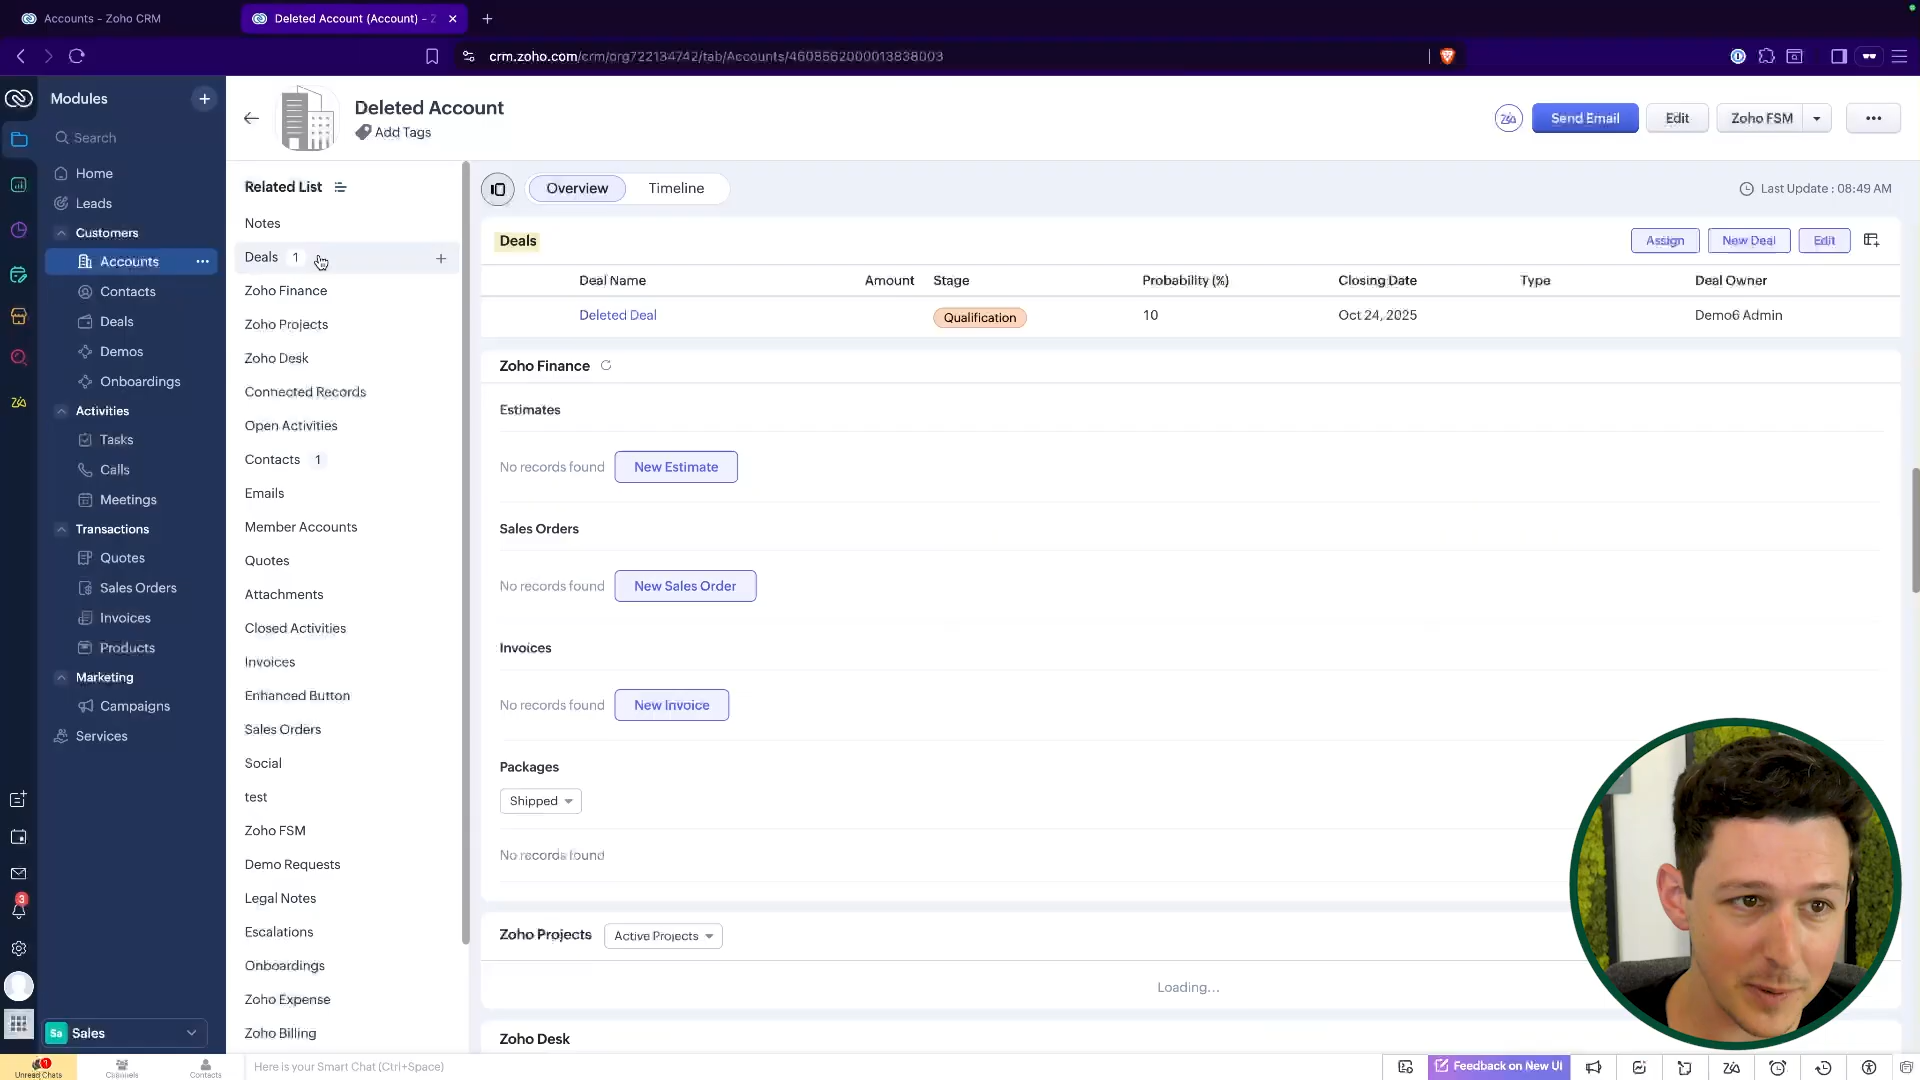 Accounts - Zoho CRM
Deleted Account (Account) - Z
crm.zoho.com/crm/org722134742/tab/Accounts/4608562000013838003
Modules
Search
Home
Leads
Customers
Accounts
Contacts
Deals
Demos
Onboardings
Activities
Tasks
Calls
Meetings
Transactions
Quotes
Sales Orders
Invoices
Products
Marketing
Campaigns
Services
3
Sa Sales
1
Unread Chats
Channels
Contacts
Deleted Account
Add Tags
Send Email
Edit
Zoho FSM
Related List
Notes
Deals 1
Zoho Finance
Zoho Projects
Zoho Desk
Connected Records
Open Activities
Contacts 1
Emails
Member Accounts
Quotes
Attachments
Closed Activities
Invoices
Enhanced Button
Sales Orders
Social
test
Zoho FSM
Demo Requests
Legal Notes
Escalations
Onboardings
Zoho Expense
Zoho Billing
Overview
Timeline
Last Update : 08:49 AM
Deals
Assign
New Deal
Edit
Deal Name Amount Stage Probability (%) Closing Date Type Deal Owner
Deleted Deal Qualification 10 Oct 24, 2025 Demo6 Admin
Zoho Finance
Estimates
No records found New Estimate
Sales Orders
No records found New Sales Order
Invoices
No records found New Invoice
Packages
Shipped
No records found
Zoho Projects Active Projects
Loading...
Zoho Desk
Here is your Smart Chat (Ctrl+Space)
Feedback on New UI